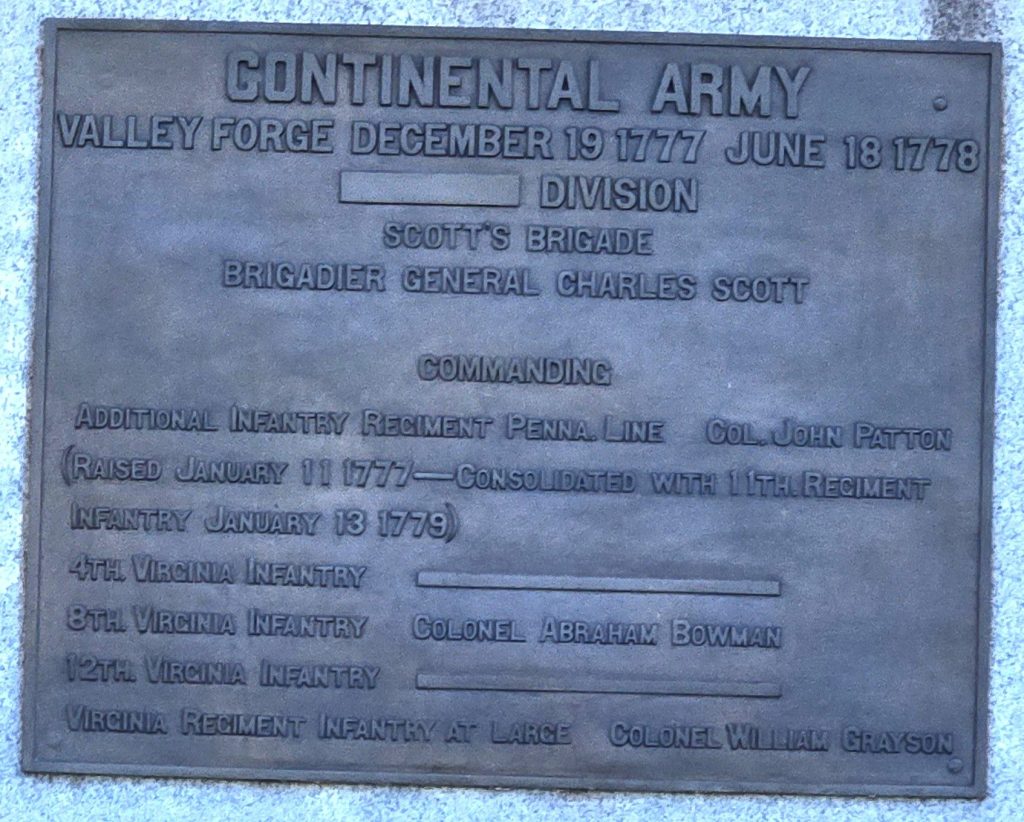 CONTINENTAL ARMY
VALLEY FORGE DECEMBER 19 1777 JUNE 18 1778
DIVISION
SCOTT'S BRIGADE
BRIGADIER GENERAL CHARLES SCOTT
COMMANDING
ADDITIONAL INFANTRY REGIMENT PENNA. LINE COL. JOHN PATTON
(RAISED JANUARY 11 1777—CONSOLIDATED WITH 11TH. REGIMENT
INFANTRY JANUARY 13 1779)
4TH. VIRGINIA INFANTRY
8TH. VIRGINIA INFANTRY COLONEL ABRAHAM BOWMAN
12TH. VIRGINIA INFANTRY
VIRGINIA REGIMENT INFANTRY AT LARGE COLONEL WILLIAM GRAYSON